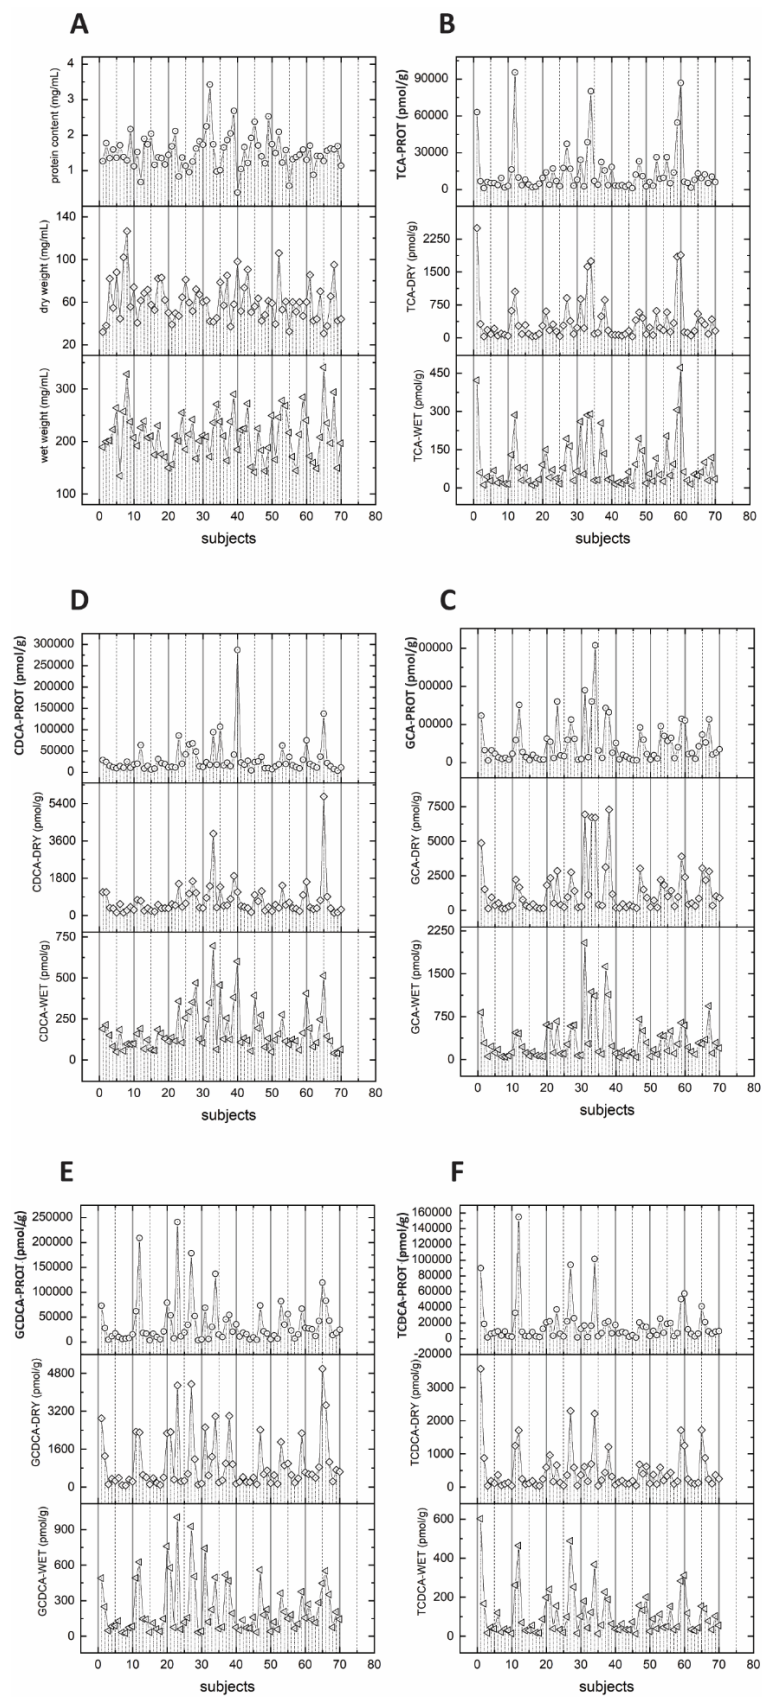 A
B
protein content (mg/mL)
4
3
2
1
dry weight (mg/mL)
140
100
60
20
wet weight (mg/mL)
300
200
100
0 10 20 30 40 50 60 70 80
subjects
TCA-PROT (pmol/g)
90000
60000
30000
0
TCA-DRY (pmol/g)
2250
1500
750
0
TCA-WET (pmol/g)
450
300
150
0
0 10 20 30 40 50 60 70 80
subjects
D
C
CDCA-PROT (pmol/g)
300000
250000
200000
150000
100000
50000
0
CDCA-DRY (pmol/g)
5400
3600
1800
0
CDCA-WET (pmol/g)
750
500
250
0
0 10 20 30 40 50 60 70 80
subjects
GCA-PROT (pmol/g)
00000
00000
00000
0
GCA-DRY (pmol/g)
7500
5000
2500
0
GCA-WET (pmol/g)
2250
1500
750
0
0 10 20 30 40 50 60 70 80
subjects
E
F
GCDCA-PROT (pmol/g)
250000
200000
150000
100000
50000
0
GCDCA-DRY (pmol/g)
4800
3200
1600
0
GCDCA-WET (pmol/g)
900
600
300
0
0 10 20 30 40 50 60 70 80
subjects
TCDCA-PROT (pmol/g)
160000
140000
120000
100000
80000
60000
40000
20000
0
-20000
TCDCA-DRY (pmol/g)
3000
2000
1000
0
TCDCA-WET (pmol/g)
600
400
200
0
0 10 20 30 40 50 60 70 80
subjects